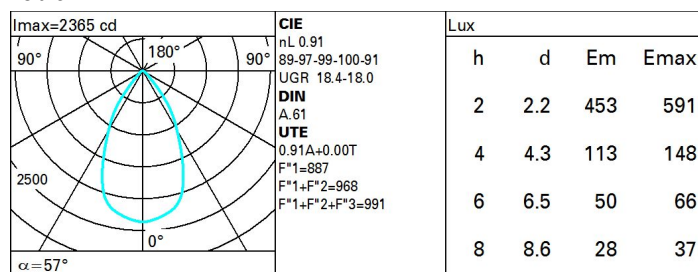 Imax=2365 cd
90° 180° 90°
2500
0°
α=57°
CIE
nL 0.91
89-97-99-100-91
UGR 18.4-18.0
DIN
A.61
UTE
0.91A+0.00T
F"1=887
F"1+F"2=968
F"1+F"2+F"3=991
Lux
h d Em Emax
2 2.2 453 591
4 4.3 113 148
6 6.5 50 66
8 8.6 28 37